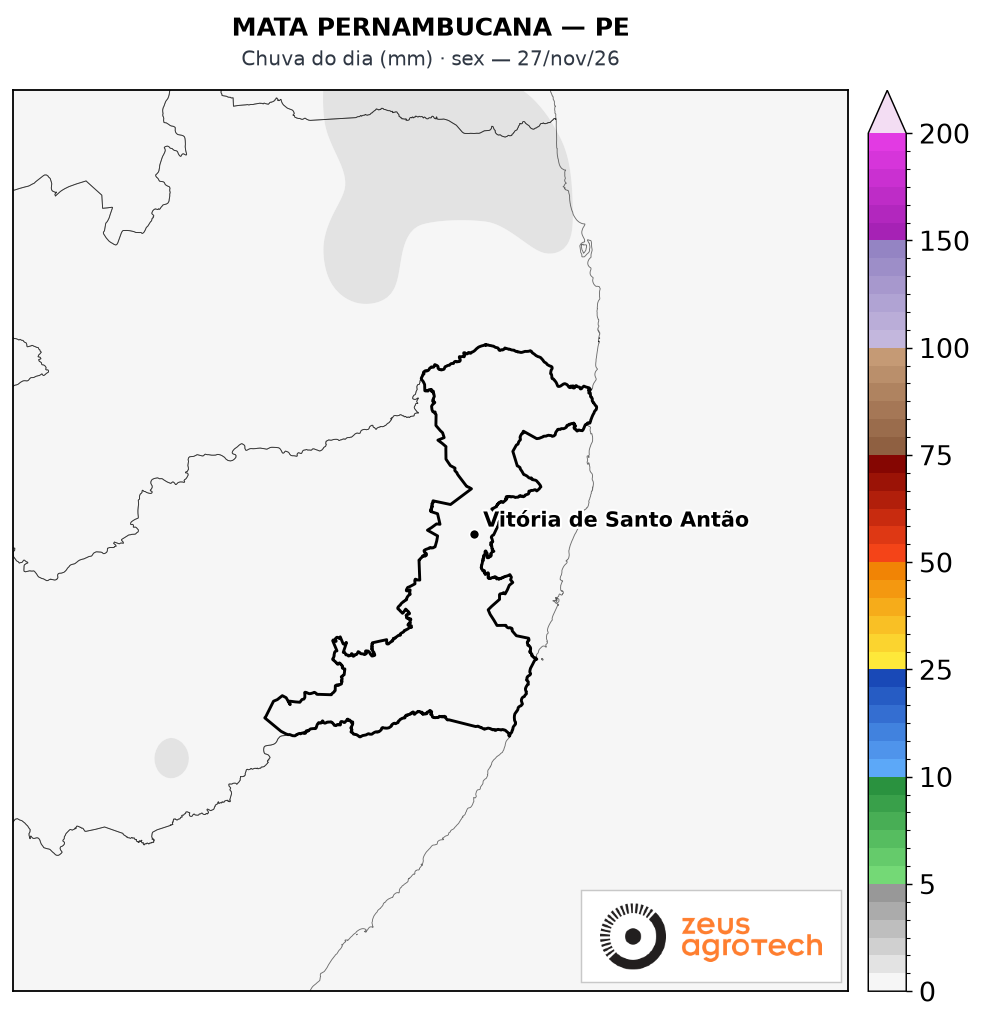 MATA PERNAMBUCANA — PE
Chuva do dia (mm) · sex — 27/nov/26
200
150
100
75
50
25
10
5
0
Vitória de Santo Antão
zeus
agrotech